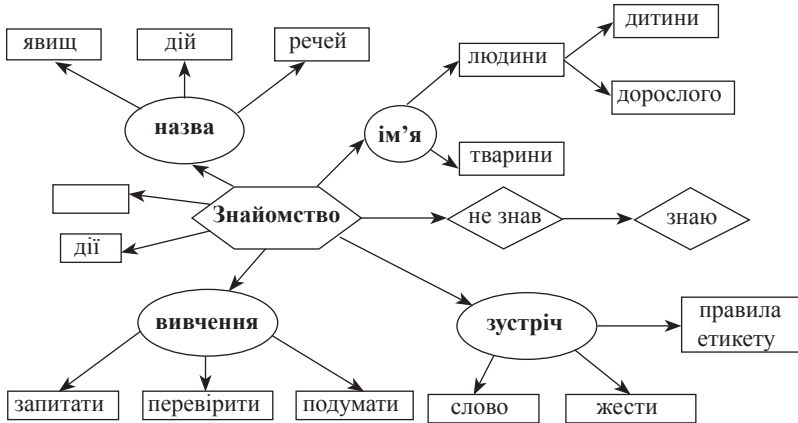 явищ
дій
речей
дитини
людини
дорослого
назва
ім’я
тварини
Знайомство
не знав
знаю
дії
вивчення
зустріч
правила
етикету
запитати
перевірити
подумати
слово
жести